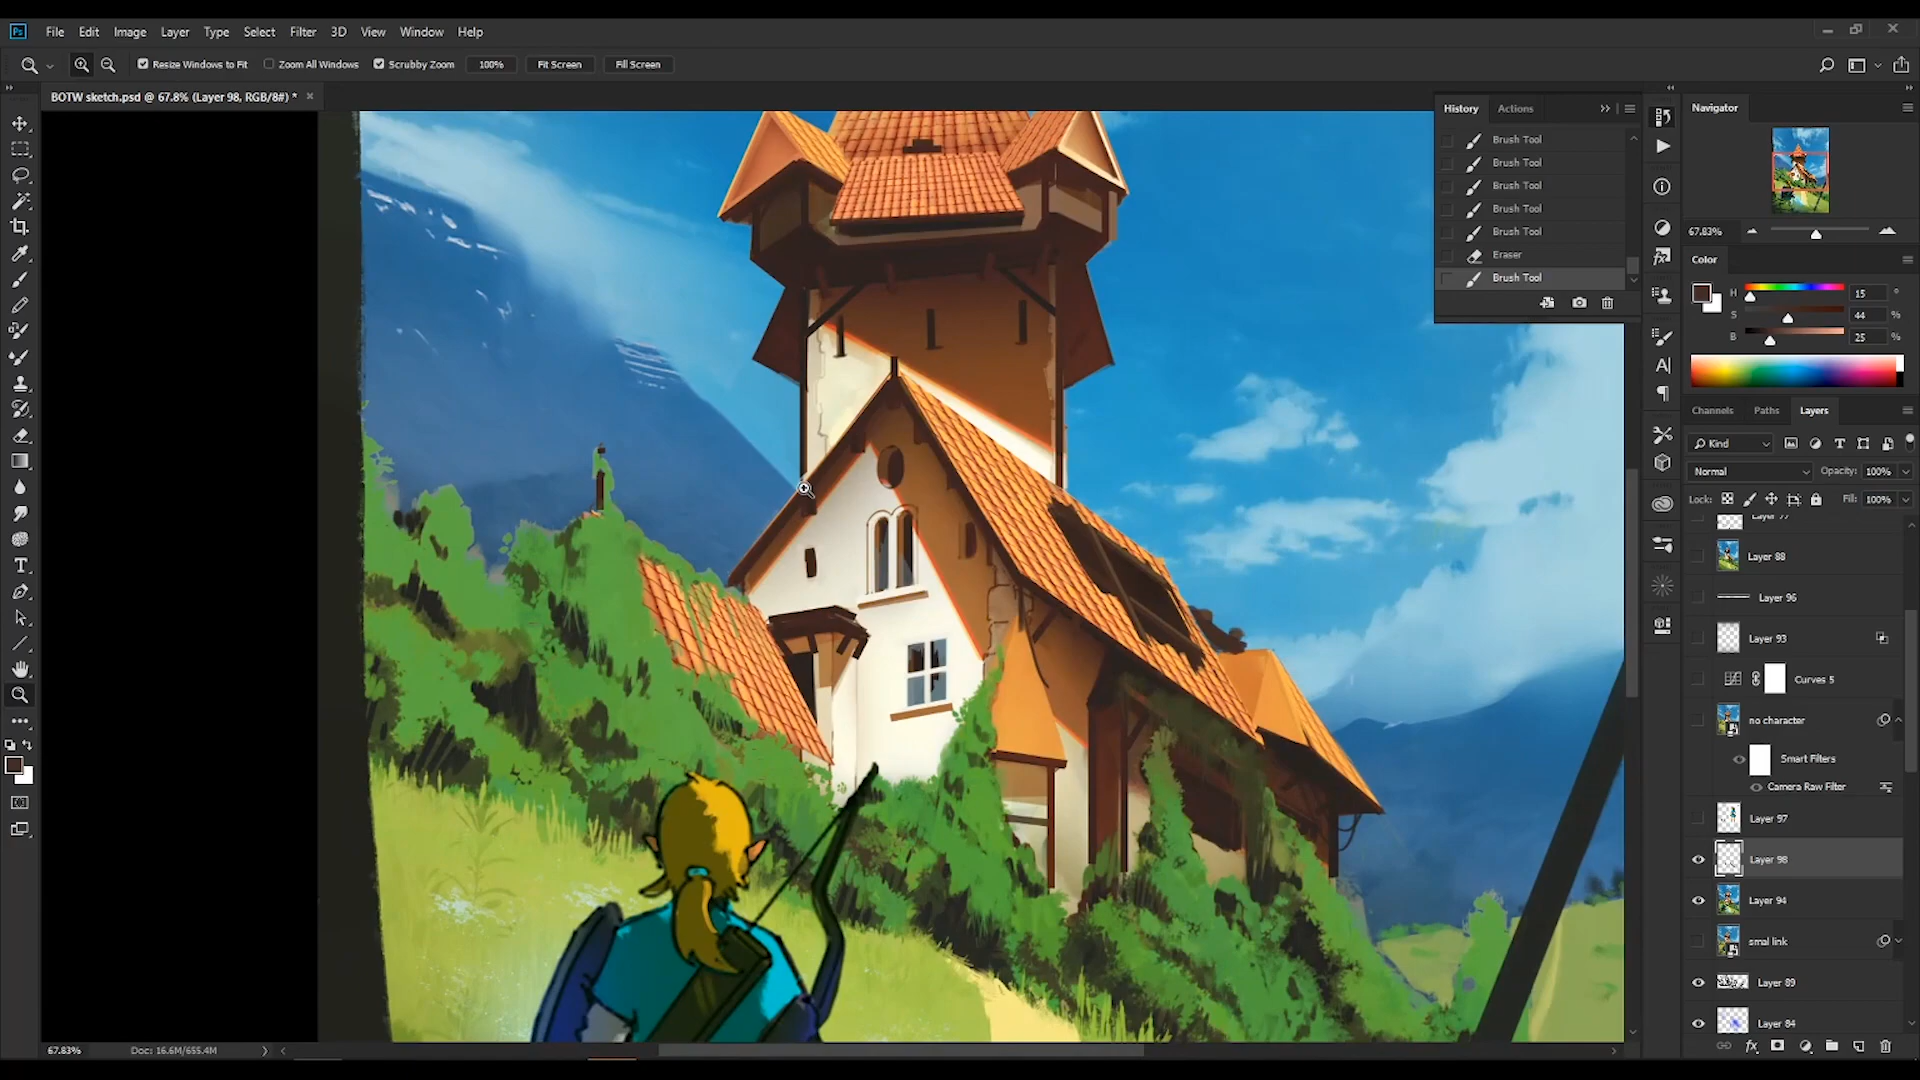 Ps File Edit Image Layer Type Select Filter 3D View Window Help
Resize Windows to Fit Zoom All Windows Scrubby Zoom 100% Fit Screen Fill Screen
BOTW sketch.psd @ 67.8% (Layer 98, RGB/8#) * ×
History Actions
Brush Tool
Brush Tool
Brush Tool
Brush Tool
Brush Tool
Eraser
Brush Tool
Navigator
67.83%
Color
H 15 °
S 44 %
B 25 %
Channels Paths Layers
Kind
Normal Opacity: 100%
Lock: Fill: 100%
Layer 77
Layer 88
Layer 96
Layer 93
Curves 5
no character
Smart Filters
Camera Raw Filter
Layer 97
Layer 98
Layer 94
smal link
Layer 89
Layer 84
67.83% Doc: 16.6M/655.4M